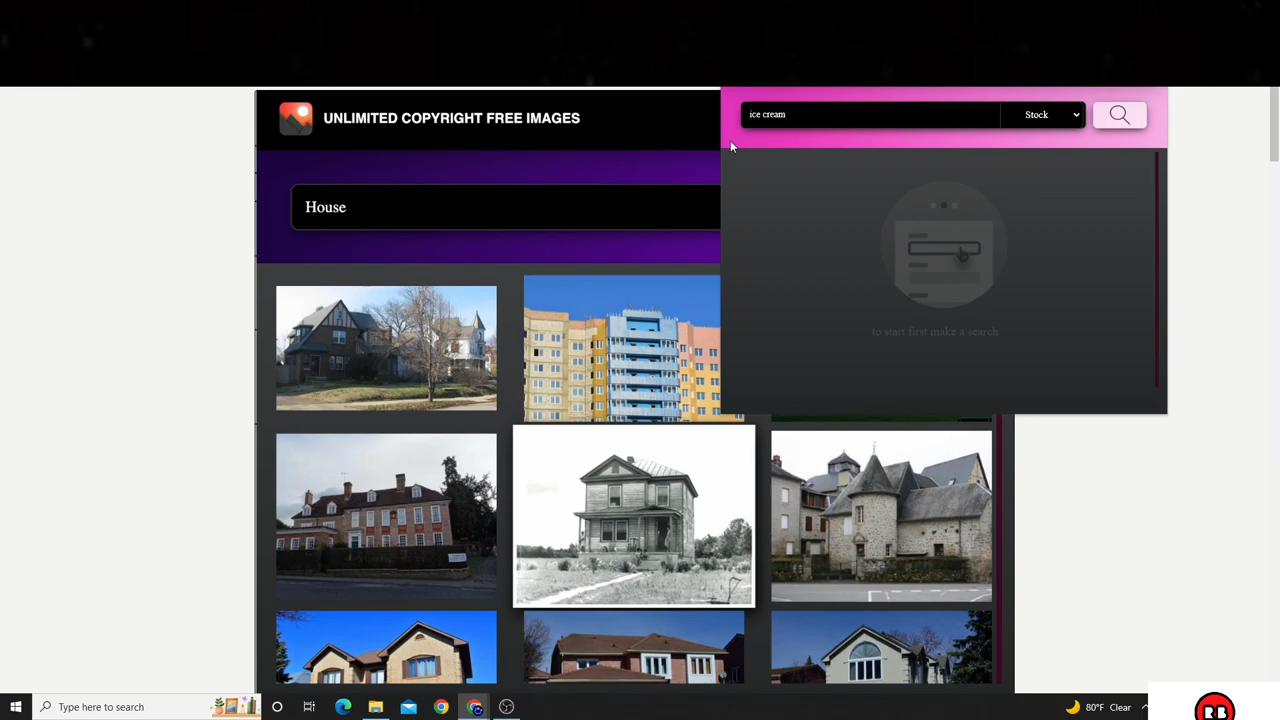 UNLIMITED COPYRIGHT FREE IMAGES
ice cream
Stock
House
to start first make a search
Type here to search
80°F Clear
RB